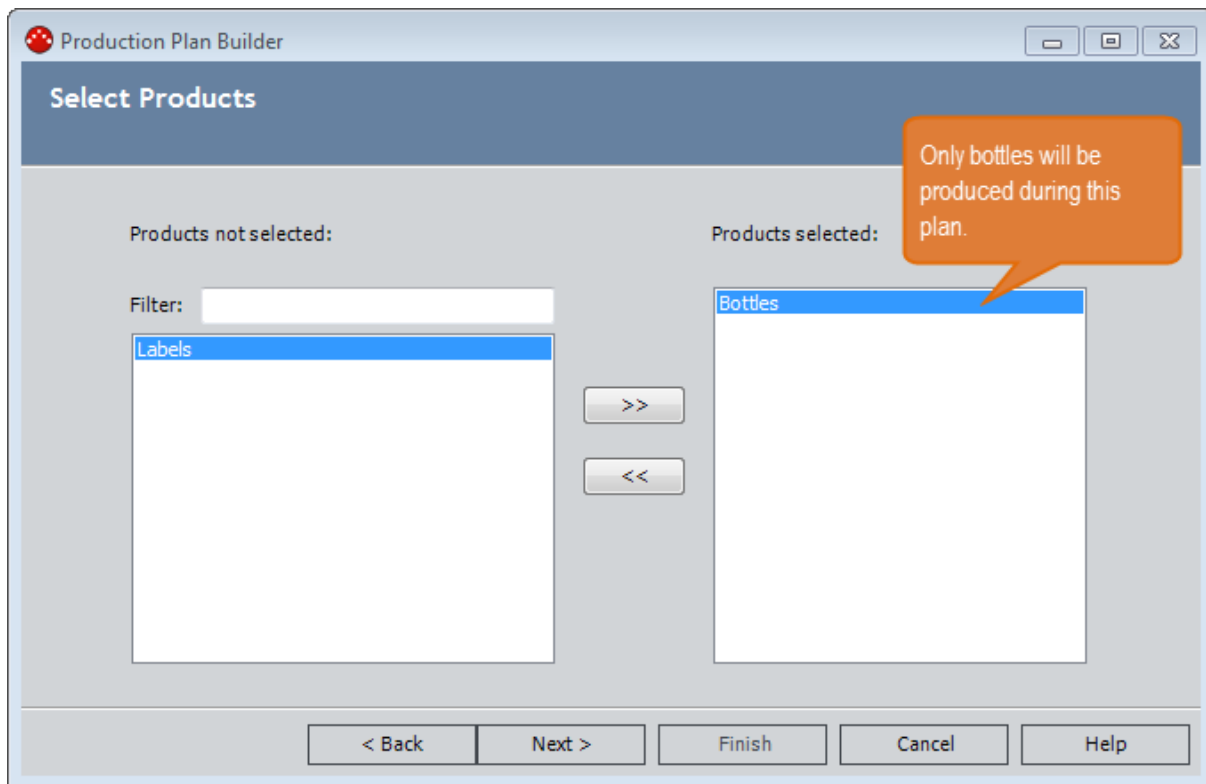 Production Plan Builder
Select Products
Only bottles will be
produced during this
plan.
Products not selected:
Products selected:
Filter:
Labels
Bottles
>>
<<
< Back
Next >
Finish
Cancel
Help